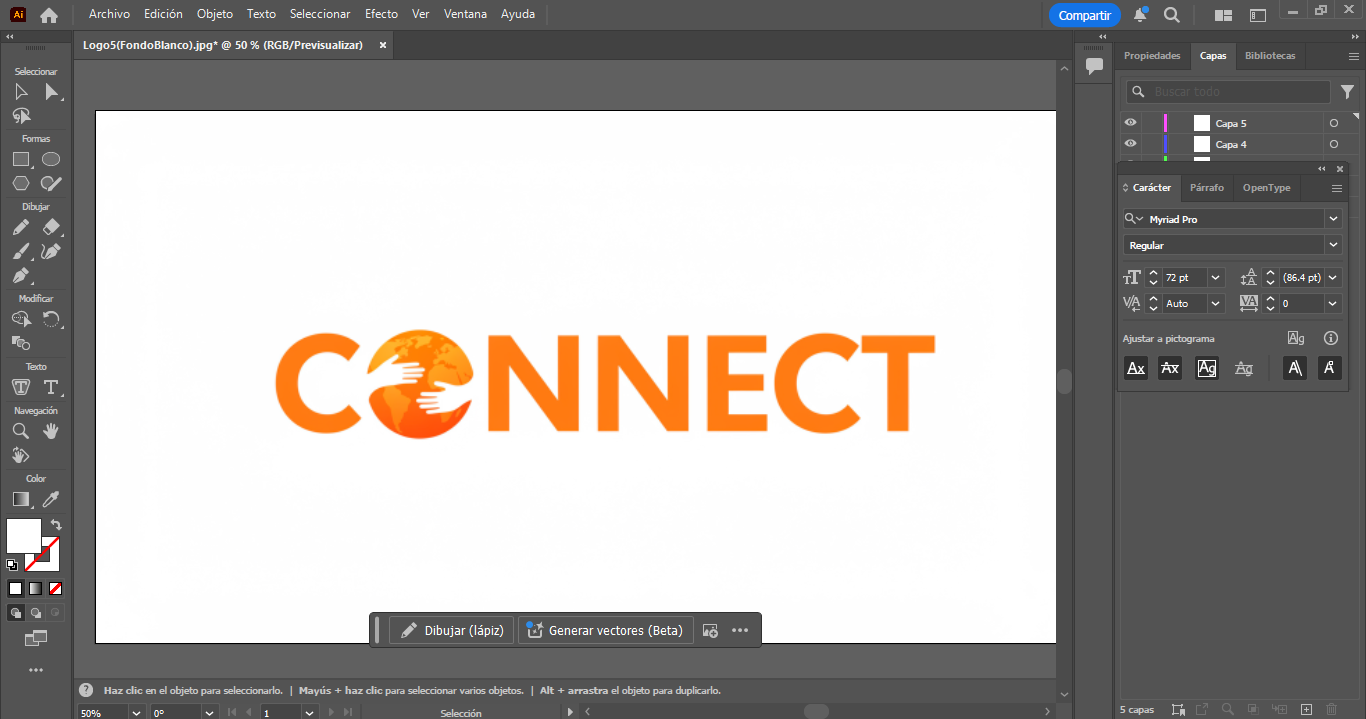 Ai Archivo Edición Objeto Texto Seleccionar Efecto Ver Ventana Ayuda Compartir
Logo5(FondoBlanco).jpg* @ 50 % (RGB/Previsualizar) ×
Seleccionar
Formas
Dibujar
Modificar
Texto
Navegación
Color
CONNECT
Dibujar (lápiz) Generar vectores (Beta)
Haz clic en el objeto para seleccionarlo. | Mayús + haz clic para seleccionar varios objetos. | Alt + arrastra el objeto para duplicarlo.
50% 0° 1 Selección
Propiedades Capas Bibliotecas
Buscar todo
Capa 5
Capa 4
Carácter Párrafo OpenType
Myriad Pro
Regular
72 pt (86.4 pt)
Auto 0
Ajustar a pictograma
Ax Ax Ag Ag A A
5 capas